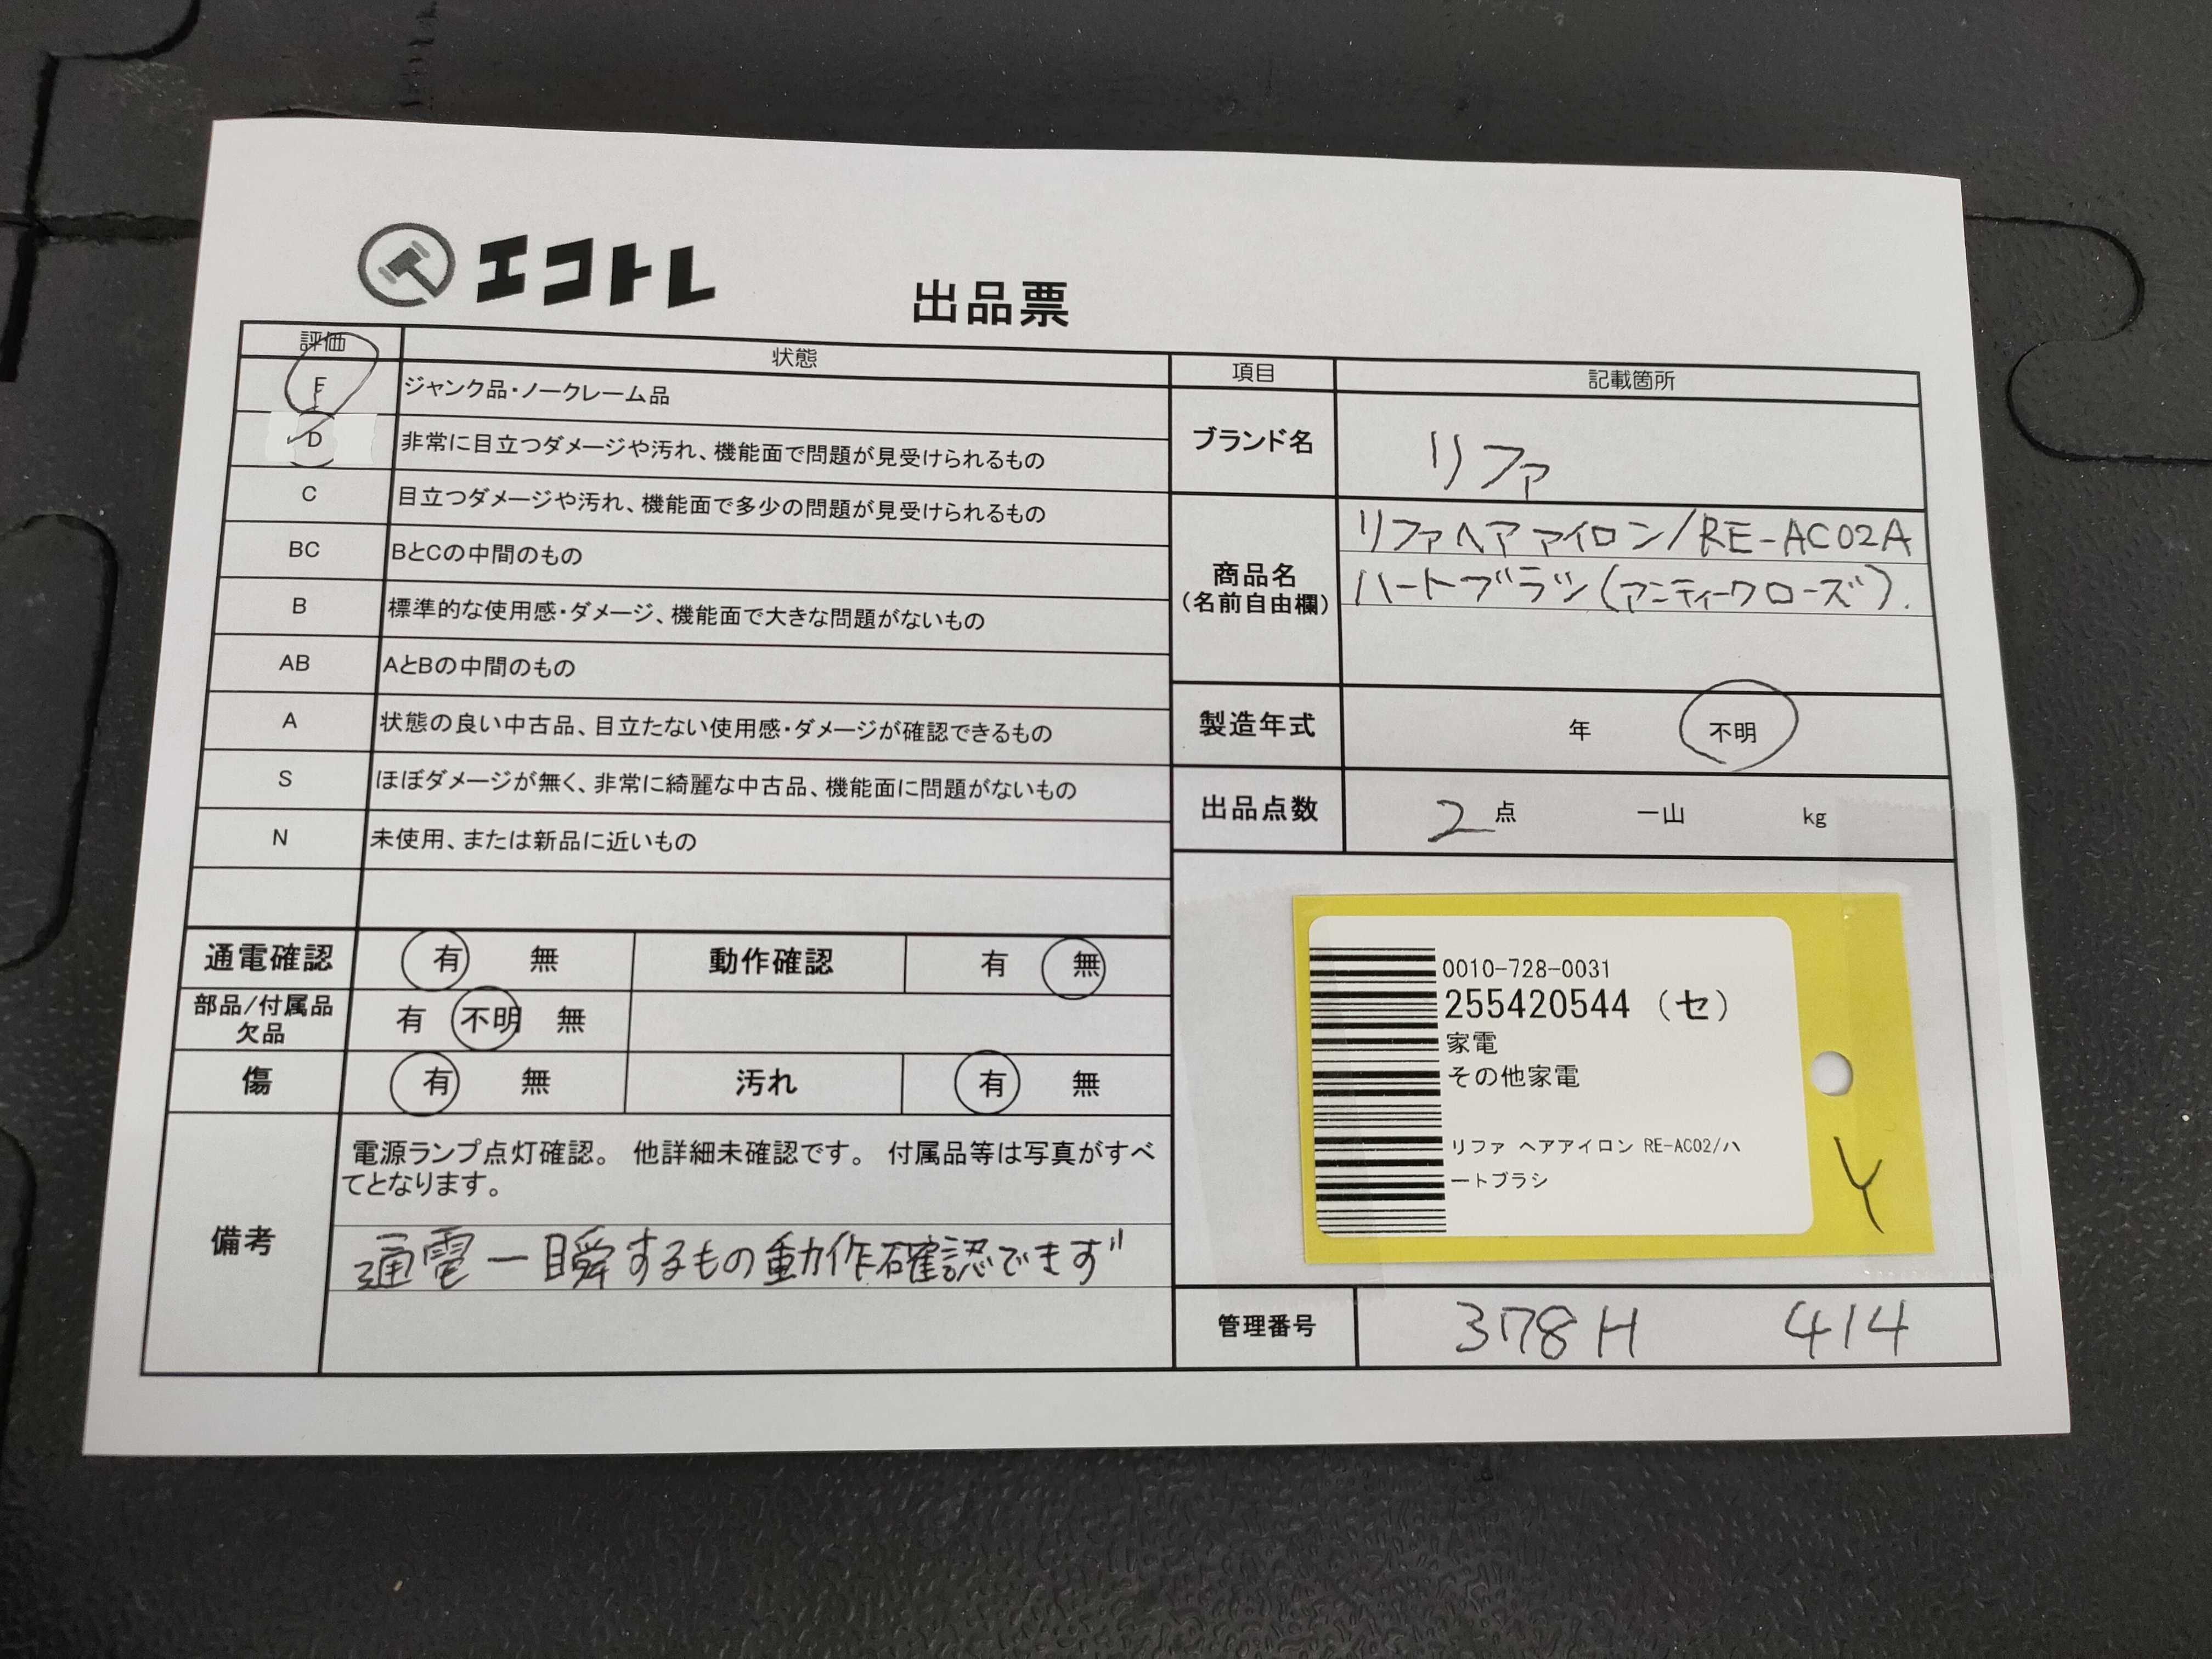 エコトレ
出品票
評価 状態
F ジャンク品・ノークレーム品
D 非常に目立つダメージや汚れ、機能面で問題が見受けられるもの
C 目立つダメージや汚れ、機能面で多少の問題が見受けられるもの
BC BとCの中間のもの
B 標準的な使用感・ダメージ、機能面で大きな問題がないもの
AB AとBの中間のもの
A 状態の良い中古品、目立たない使用感・ダメージが確認できるもの
S ほぼダメージが無く、非常に綺麗な中古品、機能面に問題がないもの
N 未使用、または新品に近いもの
通電確認 有 無 動作確認 有 無
部品/付属品
欠品
有 不明 無
傷 有 無 汚れ 有 無
備考
電源ランプ点灯確認。 他詳細未確認です。 付属品等は写真がすべ
てとなります。
通電一瞬するもの動作確認できず
項目 記載箇所
ブランド名 リファ
商品名
(名前自由欄)
リファヘアアイロン/RE-AC02A
ハートブラシ(アンティークローズ).
製造年式 年 不明
出品点数 2点 一山 kg
0010-728-0031
255420544 (セ)
家電
その他家電
リファ ヘアアイロン RE-AC02/ハ
ートブラシ
Y
管理番号 378H 414